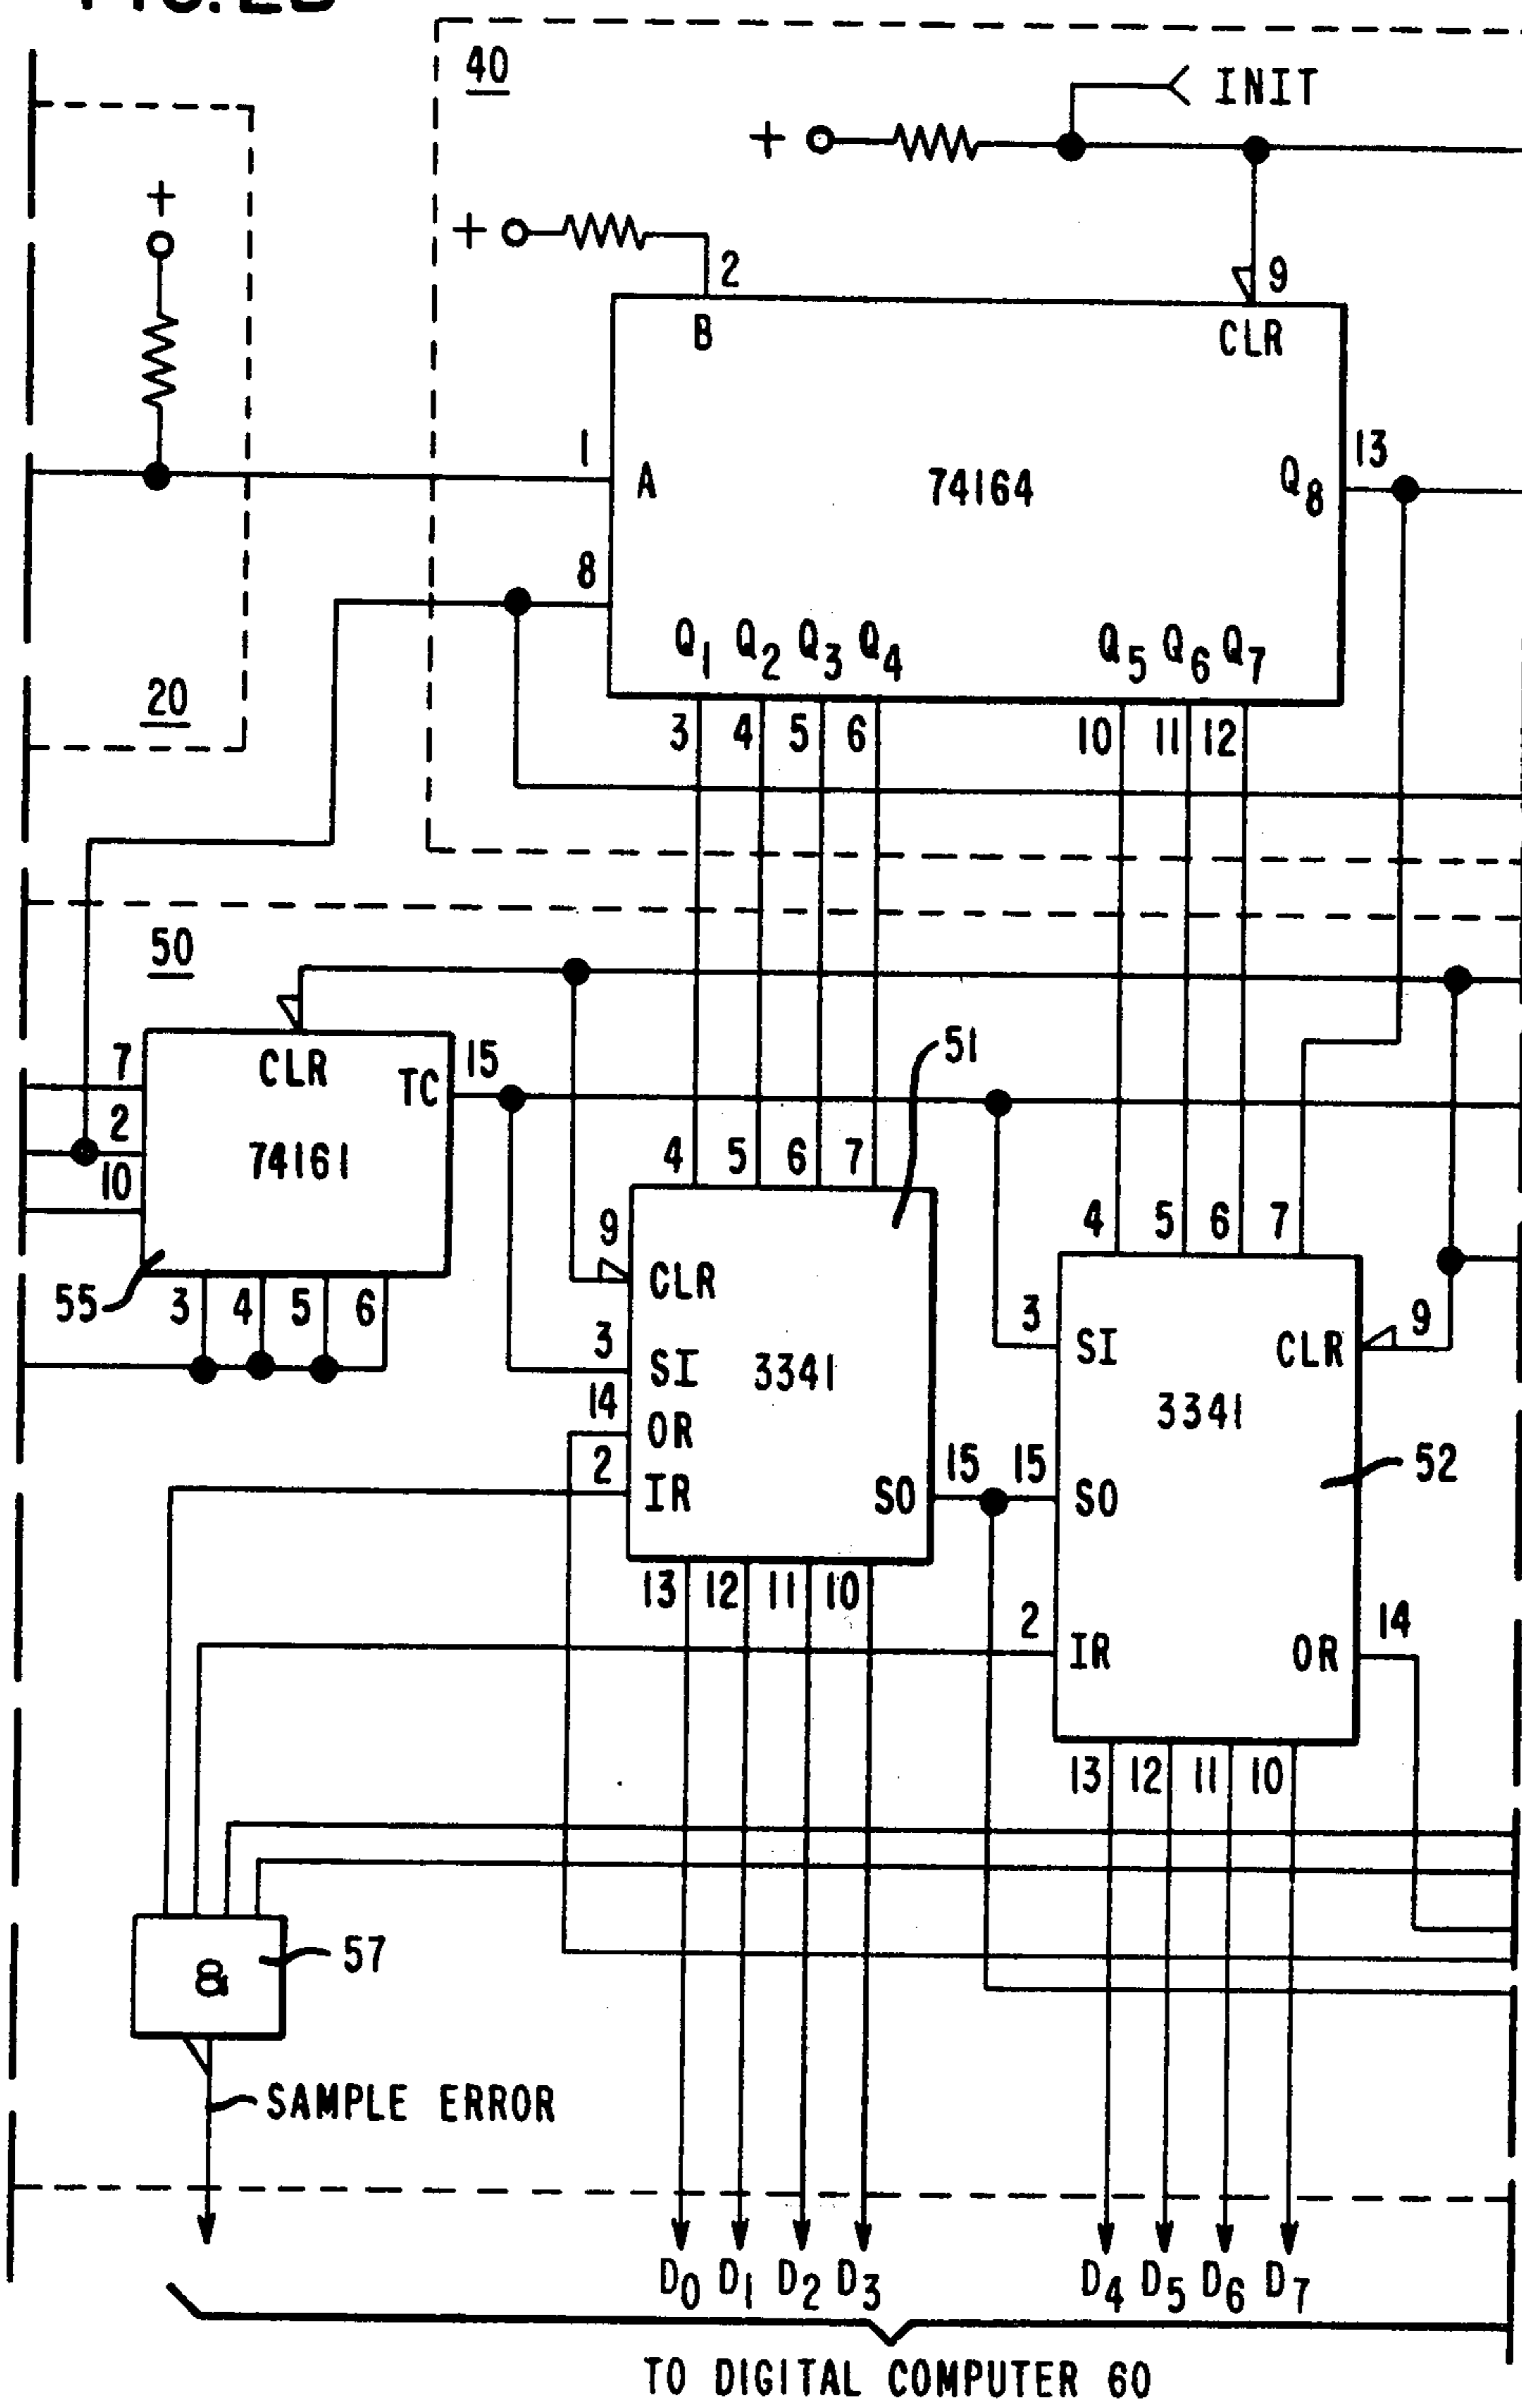 FIG. 2B
40
INIT
+
+
+
2
9
B
CLR
1
A
74164
Q8
13
8
Q1 Q2 Q3 Q4 Q5 Q6 Q7
20
3 4 5 6 10 11 12
50
7
CLR
TC
15
51
2
74161
10
4 5 6 7
4 5 6 7
55
3 4 5 6
9
CLR
3
SI
3341
14
OR
2
IR
SO
15
3
SI
CLR
9
3341
52
15
SO
13 12 11 10
2
IR
OR
14
13 12 11 10
&
57
SAMPLE ERROR
D0 D1 D2 D3 D4 D5 D6 D7
TO DIGITAL COMPUTER 60